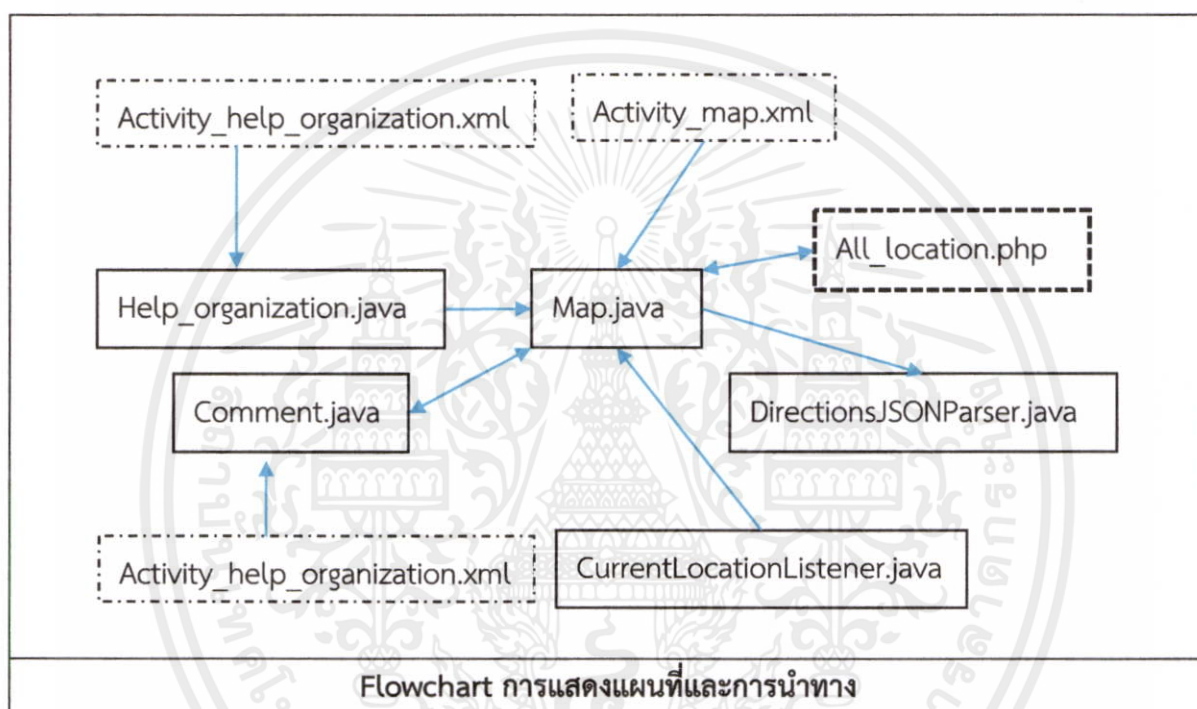 Activity_help_organization.xml
Activity_map.xml
All_location.php
Help_organization.java
Map.java
Comment.java
DirectionsJSONParser.java
Activity_help_organization.xml
CurrentLocationListener.java
Flowchart การแสดงแผนที่และการนำทาง